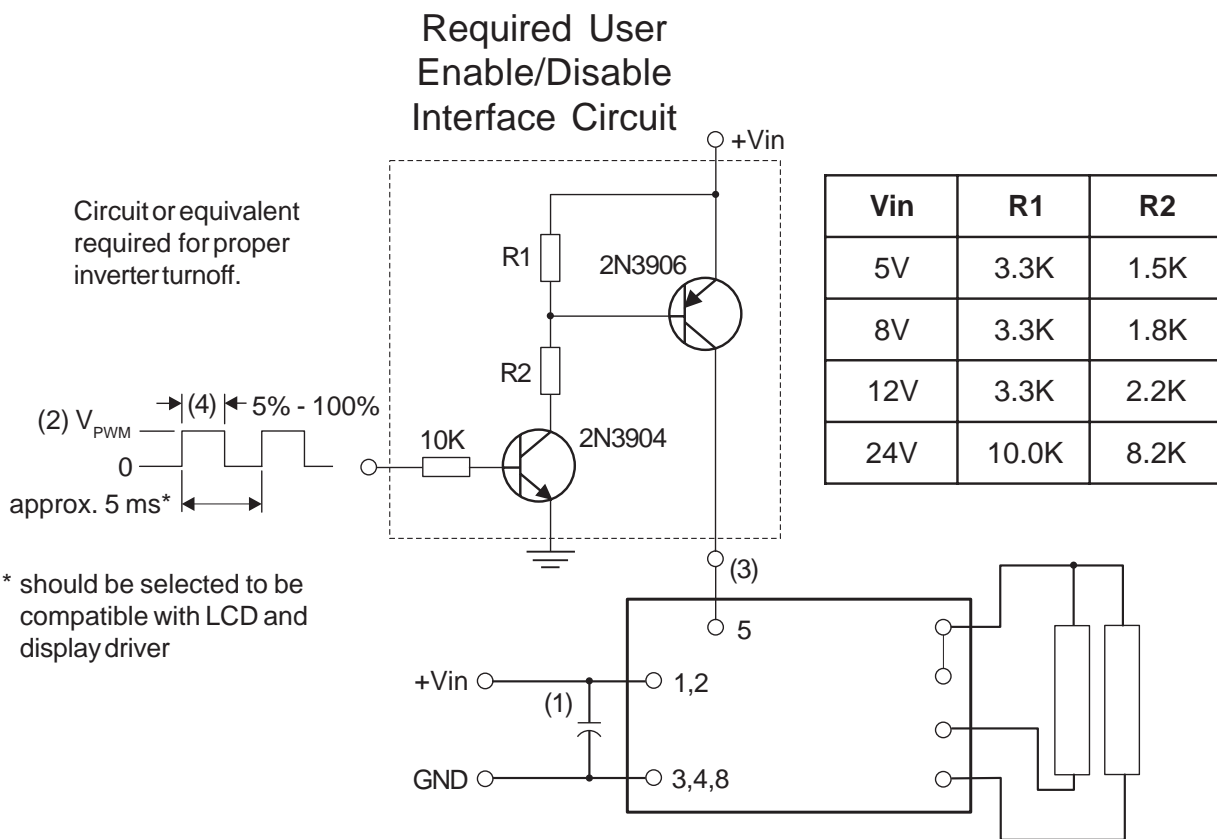 Required User
Enable/Disable
Interface Circuit
+Vin
Circuit or equivalent
required for proper
inverter turnoff.
R1
2N3906
R2
(4)
5% - 100%
(2) VPWM
0
approx. 5 ms*
10K
2N3904
* should be selected to be
compatible with LCD and
display driver
Vin R1 R2
5V 3.3K 1.5K
8V 3.3K 1.8K
12V 3.3K 2.2K
24V 10.0K 8.2K
(3)
5
+Vin
(1)
1,2
GND
3,4,8